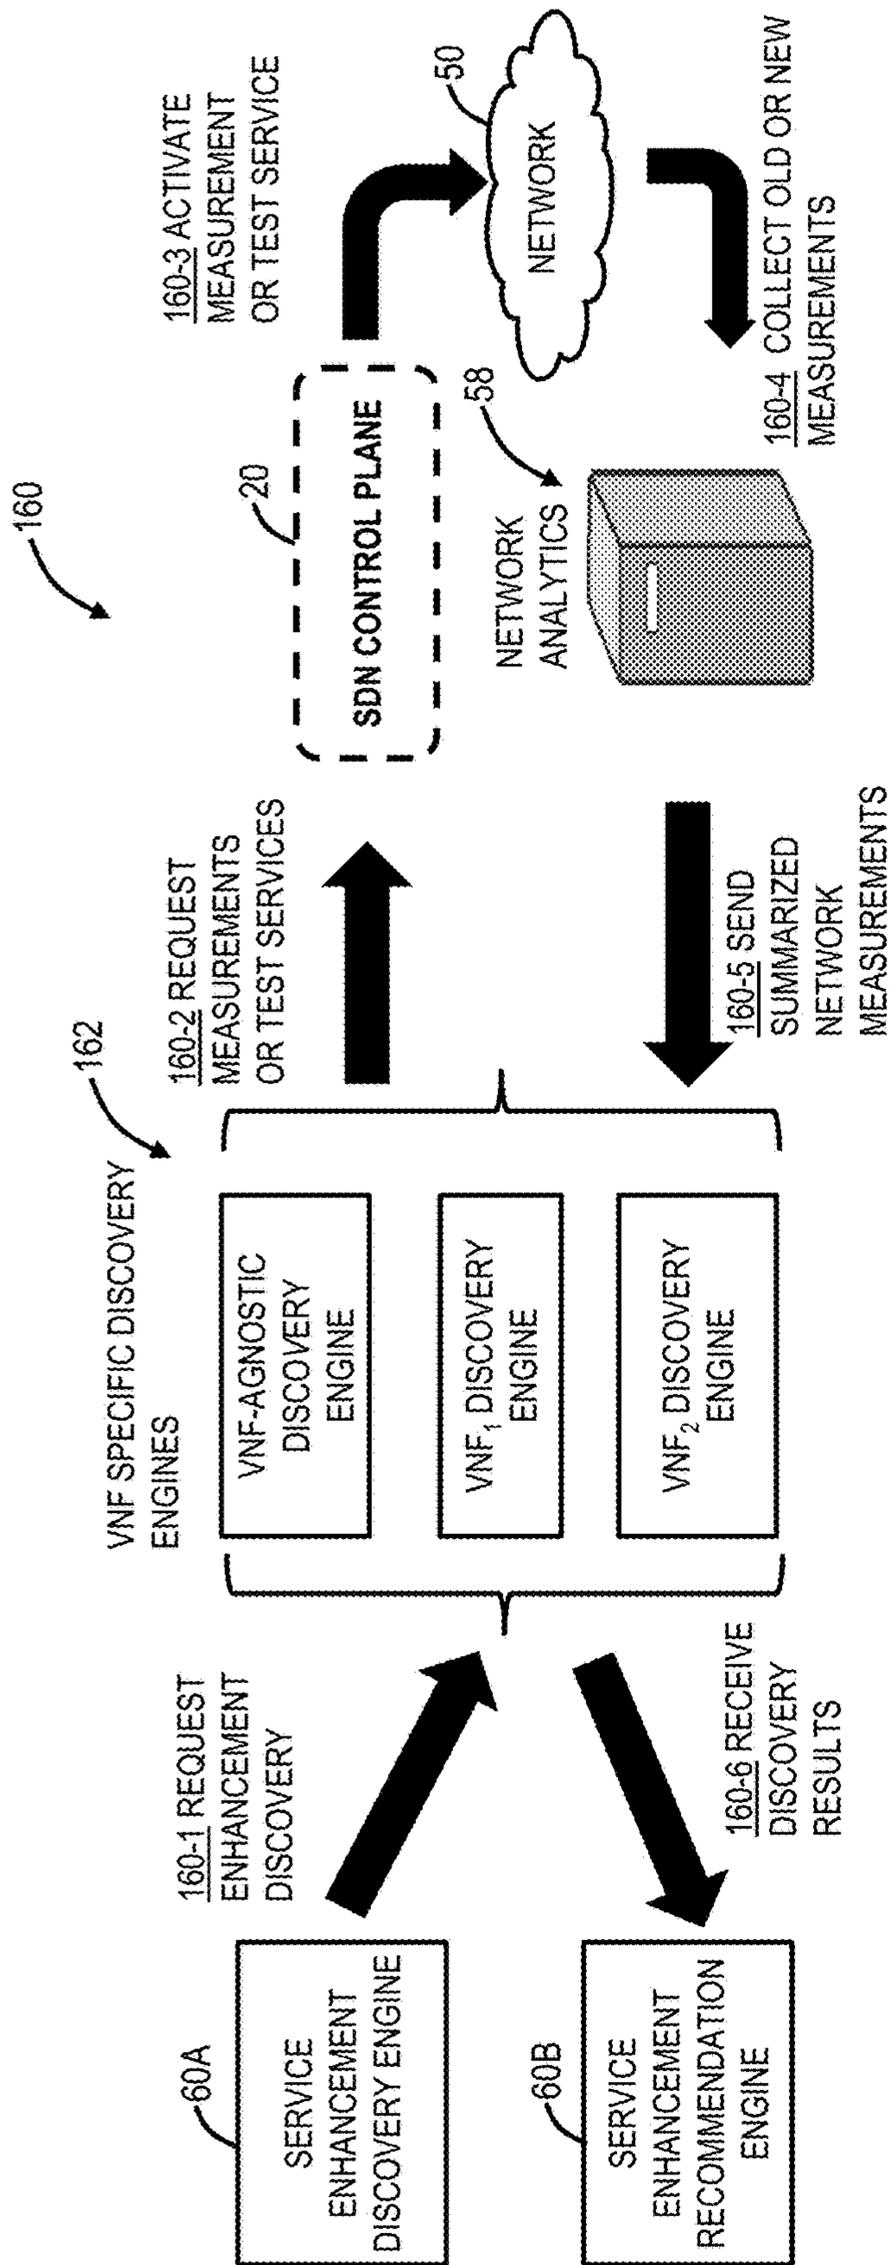 160
60A
SERVICE
ENHANCEMENT
DISCOVERY ENGINE
60B
SERVICE
ENHANCEMENT
RECOMMENDATION
ENGINE
160-1 REQUEST
ENHANCEMENT
DISCOVERY
160-6 RECEIVE
DISCOVERY
RESULTS
VNF SPECIFIC DISCOVERY
ENGINES
162
VNF-AGNOSTIC
DISCOVERY
ENGINE
VNF₁ DISCOVERY
ENGINE
VNF₂ DISCOVERY
ENGINE
160-2 REQUEST
MEASUREMENTS
OR TEST SERVICES
160-5 SEND
SUMMARIZED
NETWORK
MEASUREMENTS
20
SDN CONTROL PLANE
NETWORK
ANALYTICS
58
160-3 ACTIVATE
MEASUREMENT
OR TEST SERVICE
50
NETWORK
160-4 COLLECT OLD OR NEW
MEASUREMENTS